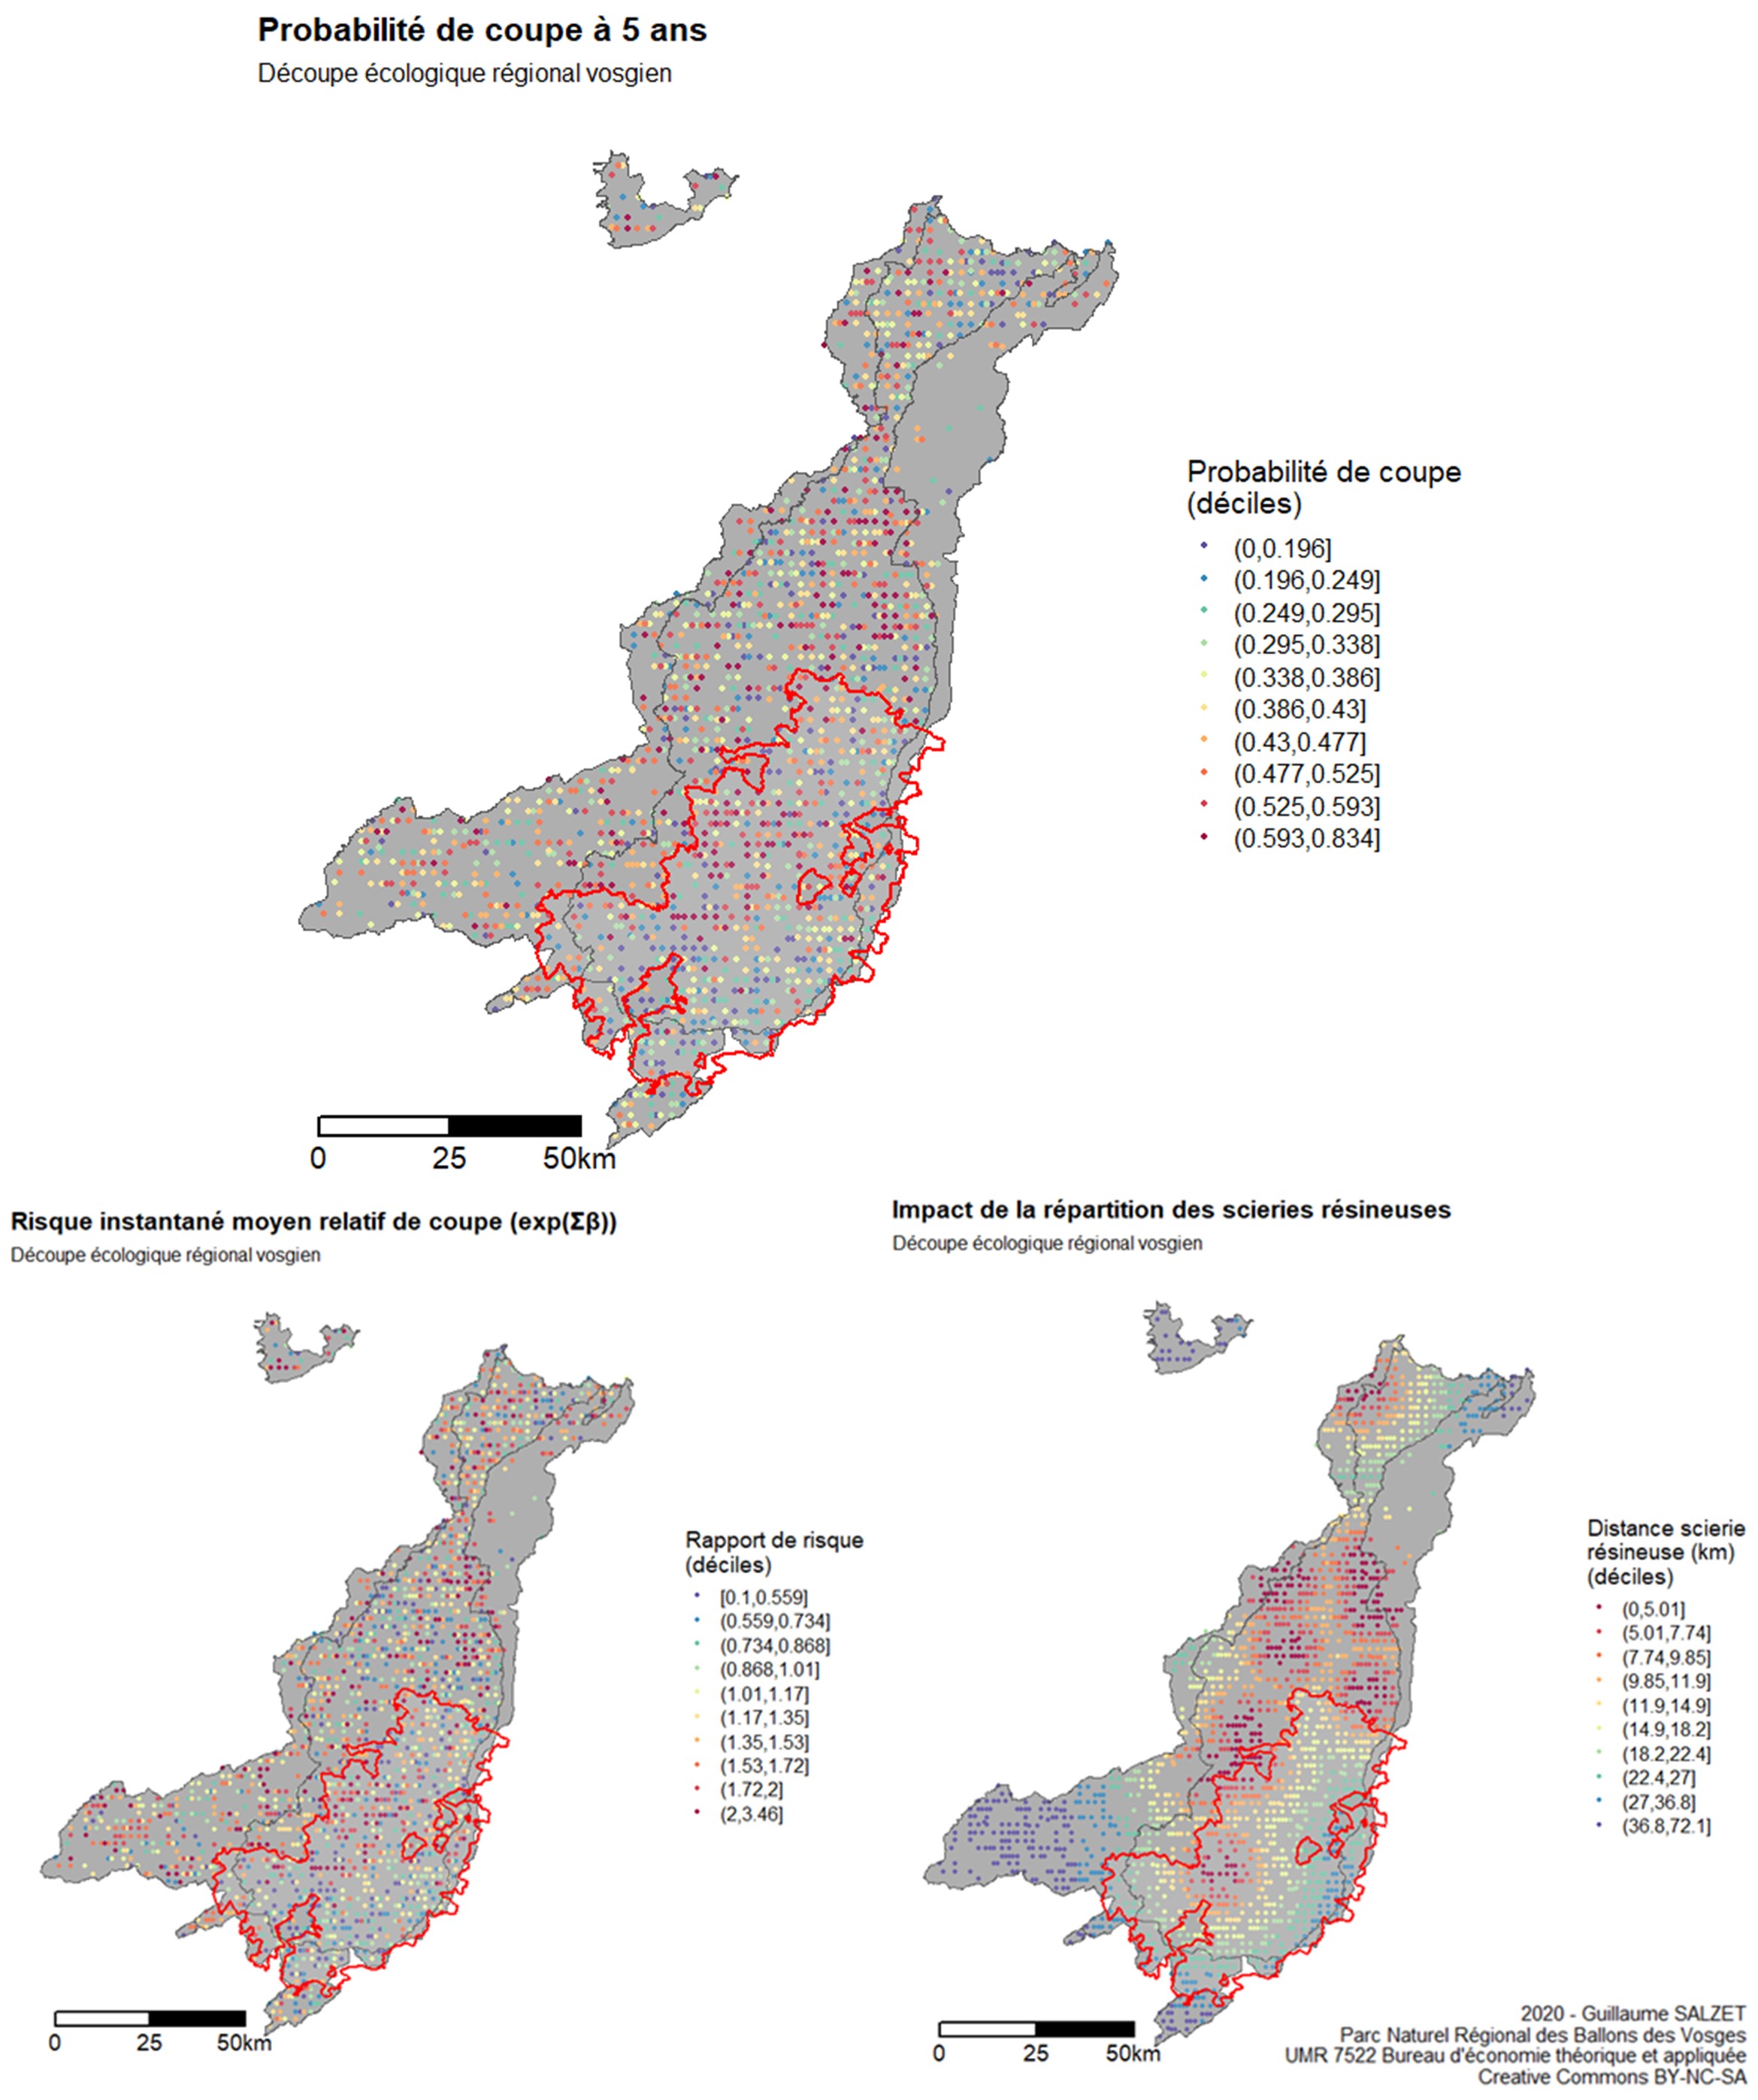 Probabilité de coupe à 5 ans
Découpe écologique régional vosgien
Probabilité de coupe
(déciles)
(0,0.196]
(0.196,0.249]
(0.249,0.295]
(0.295,0.338]
(0.338,0.386]
(0.386,0.43]
(0.43,0.477]
(0.477,0.525]
(0.525,0.593]
(0.593,0.834]
0 25 50km
Risque instantané moyen relatif de coupe (exp(Σβ))
Découpe écologique régional vosgien
Rapport de risque
(déciles)
[0.1,0.559]
(0.559,0.734]
(0.734,0.868]
(0.868,1.01]
(1.01,1.17]
(1.17,1.35]
(1.35,1.53]
(1.53,1.72]
(1.72,2]
(2,3.46]
0 25 50km
Impact de la répartition des scieries résineuses
Découpe écologique régional vosgien
Distance scierie
résineuse (km)
(déciles)
(0,5.01]
(5.01,7.74]
(7.74,9.85]
(9.85,11.9]
(11.9,14.9]
(14.9,18.2]
(18.2,22.4]
(22.4,27]
(27,36.8]
(36.8,72.1]
0 25 50km
2020 - Guillaume SALZET
Parc Naturel Régional des Ballons des Vosges
UMR 7522 Bureau d'économie théorique et appliquée
Creative Commons BY-NC-SA